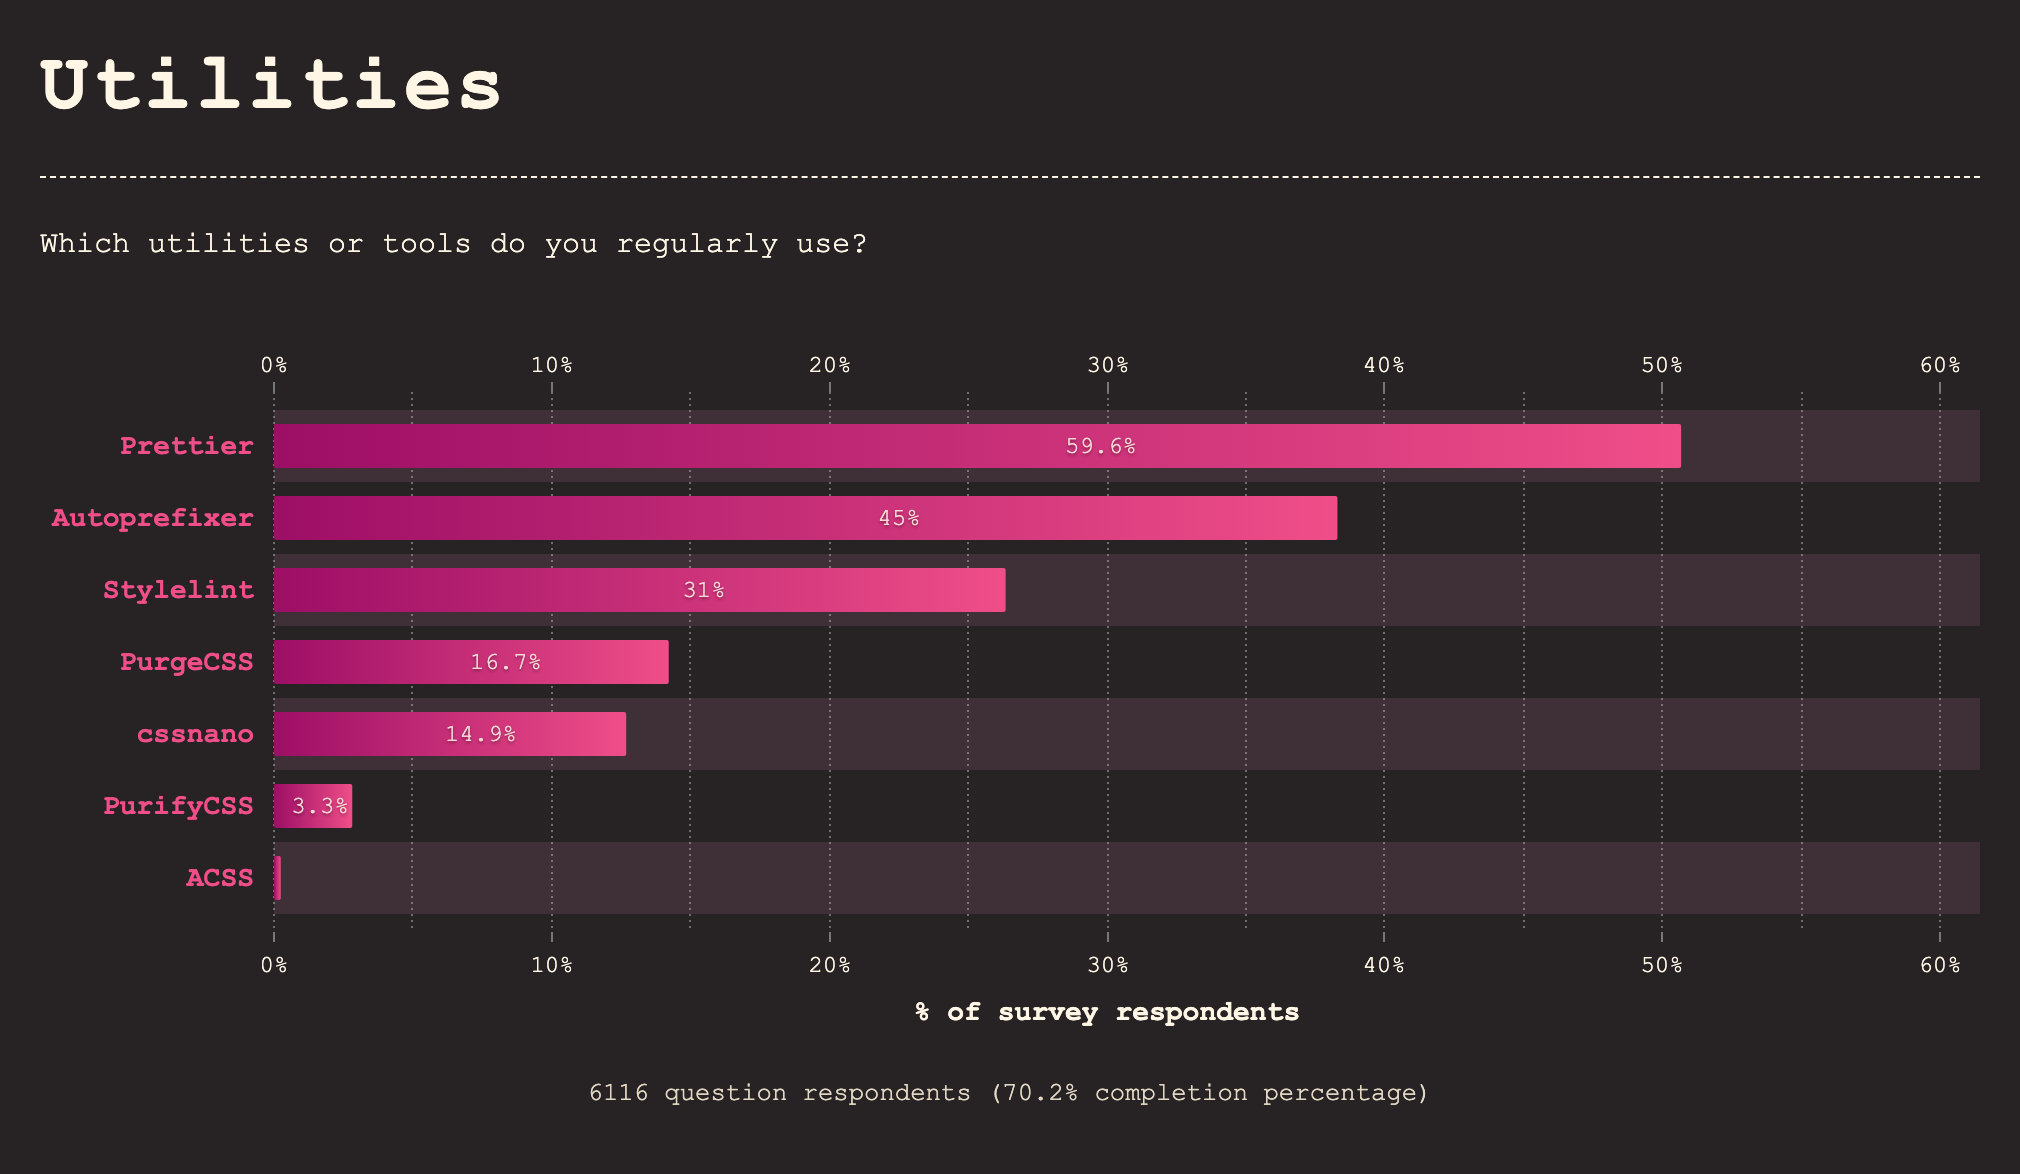 Utilities
Which utilities or tools do you regularly use?
0% 10% 20% 30% 40% 50% 60%
Prettier 59.6%
Autoprefixer 45%
Stylelint 31%
PurgeCSS 16.7%
cssnano 14.9%
PurifyCSS 3.3%
ACSS
0% 10% 20% 30% 40% 50% 60%
% of survey respondents
6116 question respondents (70.2% completion percentage)